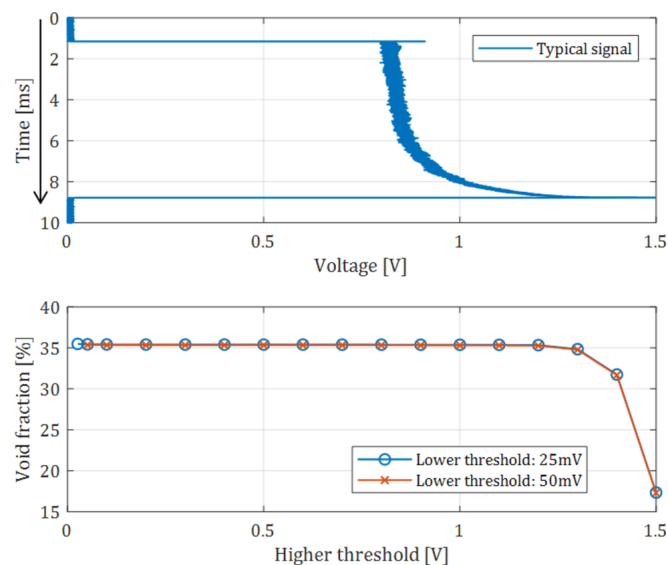 0
2
4
6
8
10
Time [ms]
Typical signal
0 0.5 1 1.5
Voltage [V]
40
35
30
25
20
15
Void fraction [%]
Lower threshold: 25mV
Lower threshold: 50mV
0 0.5 1 1.5
Higher threshold [V]